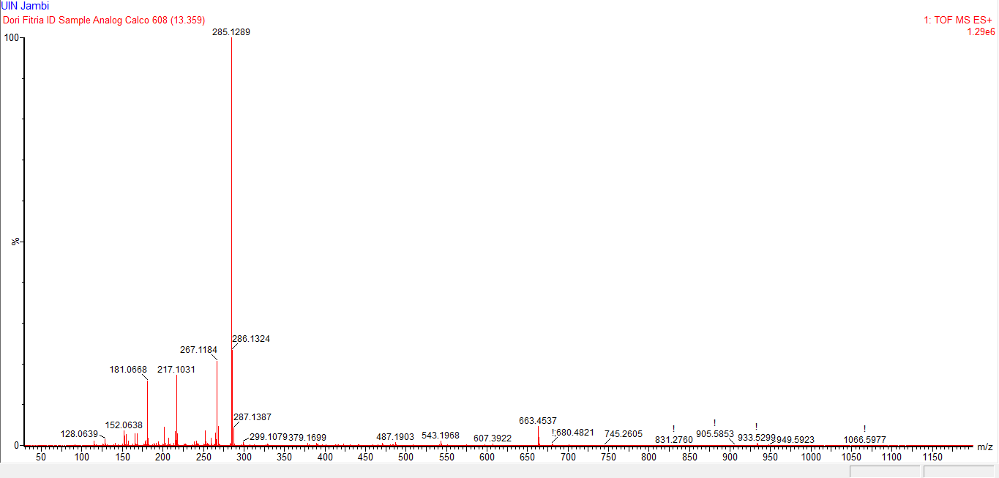 UIN Jambi
Dori Fitria ID Sample Analog Calco 608 (13.359)
1: TOF MS ES+
1.29e6
100
285.1289
%
286.1324
267.1184
181.0668 217.1031
287.1387
663.4537
152.0638
128.0639
299.1079 379.1699 487.1903 543.1968 607.3922 !;680.4821 745.2605 ! 831.2760 ! 905.5853 ! 933.5299 949.5923 ! 1066.5977
0
m/z
50 100 150 200 250 300 350 400 450 500 550 600 650 700 750 800 850 900 950 1000 1050 1100 1150